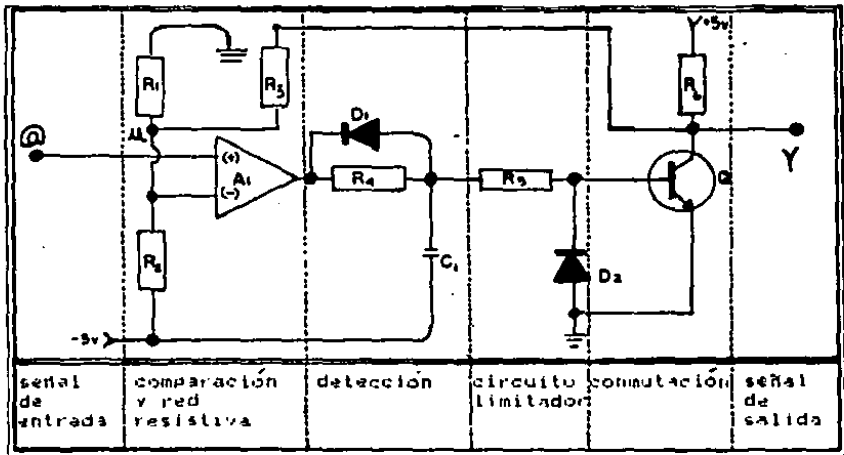 +5v
R1
R3
R6
D1
@
μ
(+)
A1
R4
R5
Q
Y
(-)
R2
C1
D2
-5v
señal de entrada
comparación y red resistiva
detección
circuito limitador
conmutación
señal de salida